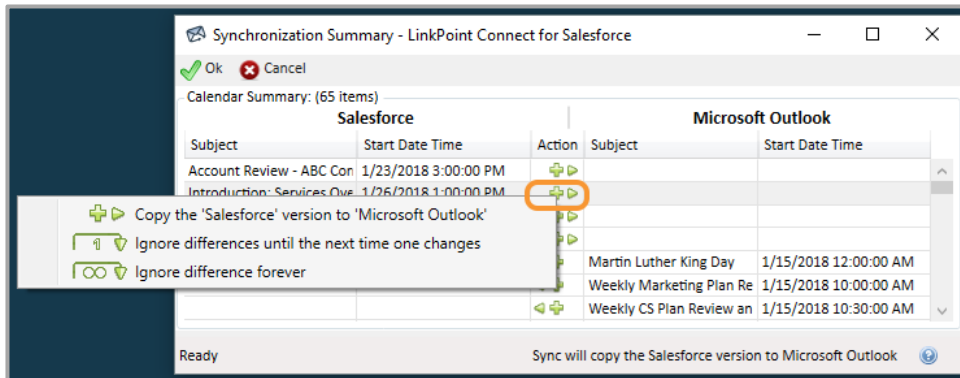 Synchronization Summary - LinkPoint Connect for Salesforce
Ok Cancel
Calendar Summary: (65 items)
Salesforce Microsoft Outlook
Subject Start Date Time Action Subject Start Date Time
Account Review - ABC Con 1/23/2018 3:00:00 PM
Introduction: Services Ove 1/26/2018 1:00:00 PM
Copy the 'Salesforce' version to 'Microsoft Outlook'
1 Ignore differences until the next time one changes
Ignore difference forever
Martin Luther King Day 1/15/2018 12:00:00 AM
Weekly Marketing Plan Re 1/15/2018 10:00:00 AM
Weekly CS Plan Review an 1/15/2018 10:30:00 AM
Ready Sync will copy the Salesforce version to Microsoft Outlook